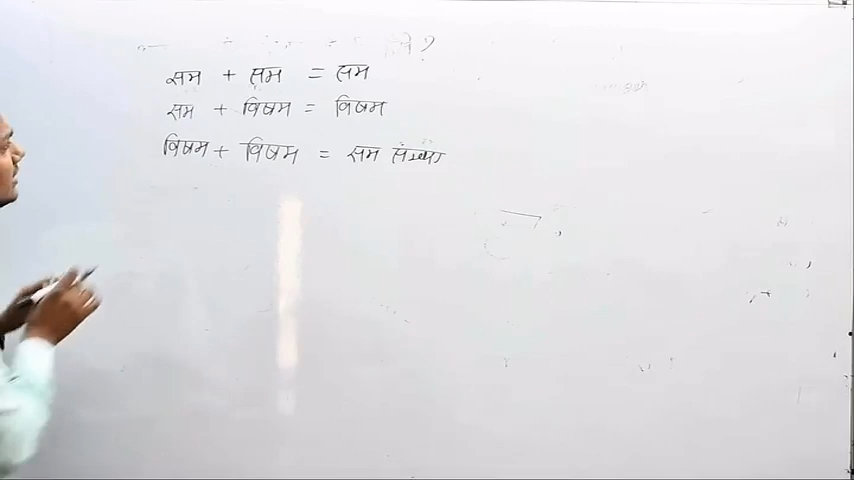 सम + सम = सम
सम + विषम = विषम
विषम + विषम = सम संख्या